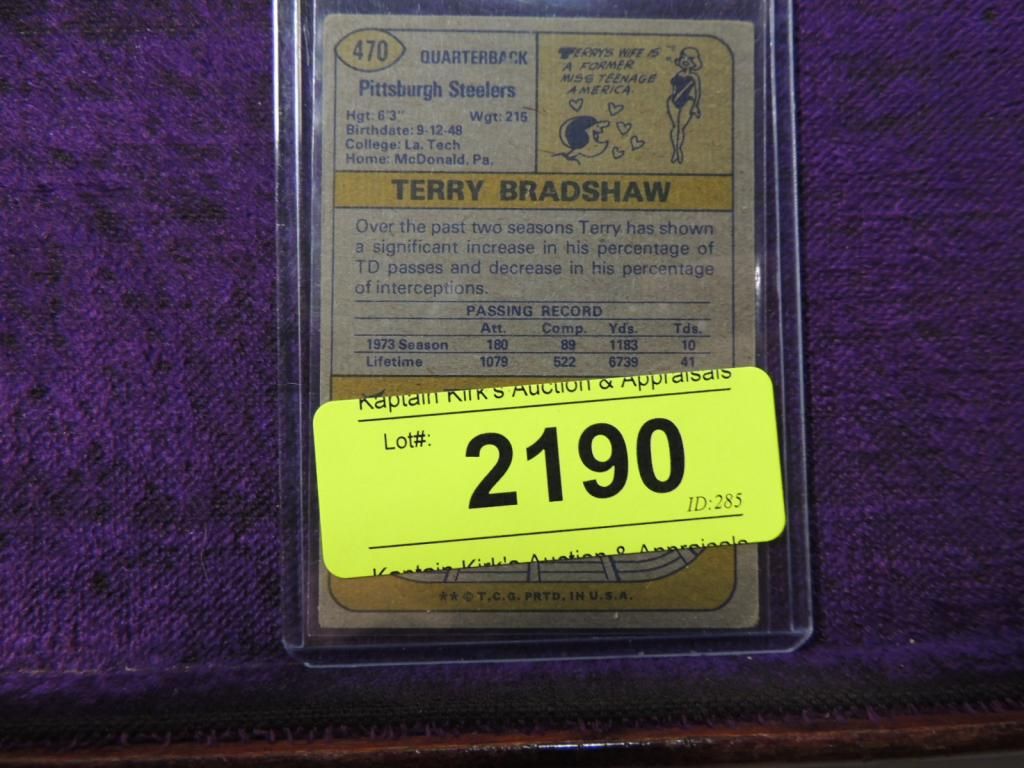 470
QUARTERBACK
Pittsburgh Steelers
Hgt. 6'3" Wgt: 215
Birthdate: 9-12-48
College: La. Tech
Home: McDonald, Pa.
TERRY'S WIFE IS
A FORMER
MISS TEENAGE
AMERICA.
TERRY BRADSHAW
Over the past two seasons Terry has shown
a significant increase in his percentage of
TD passes and decrease in his percentage
of interceptions.
PASSING RECORD
Att. Comp. Yds. Tds.
1973 Season 180 89 1183 10
Lifetime 1079 522 6739 41
Kaptain Kirk's Auction & Appraisals
Lot#: 2190
ID:285
Kaptain Kirk's Auction & Appraisals
** © T.C.G. PRTD. IN U.S.A.